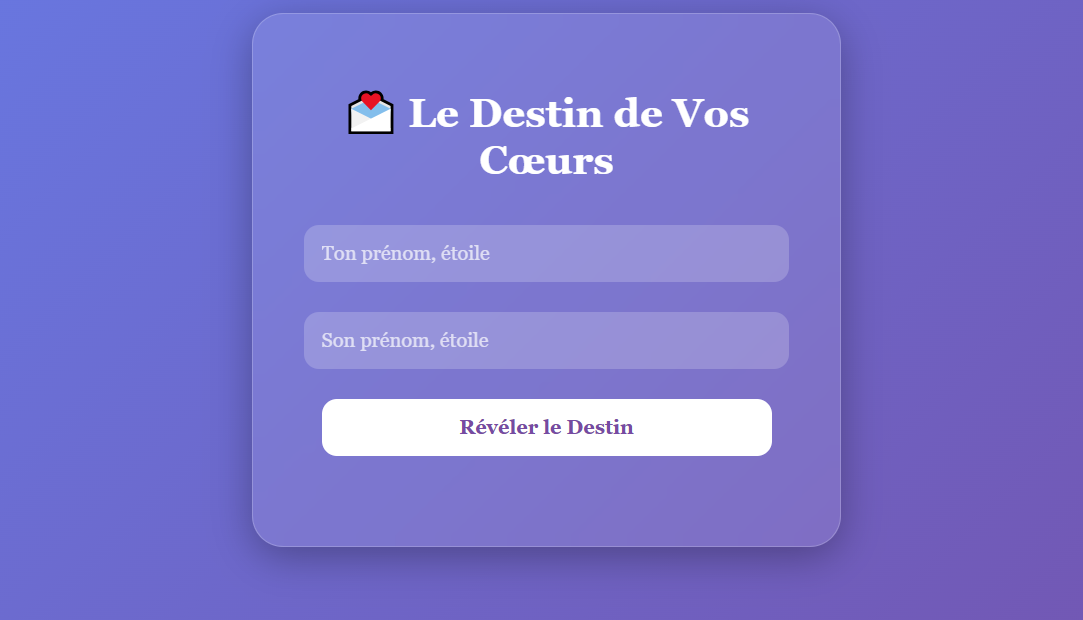 Le Destin de Vos
Cœurs
Ton prénom, étoile
Son prénom, étoile
Révéler le Destin